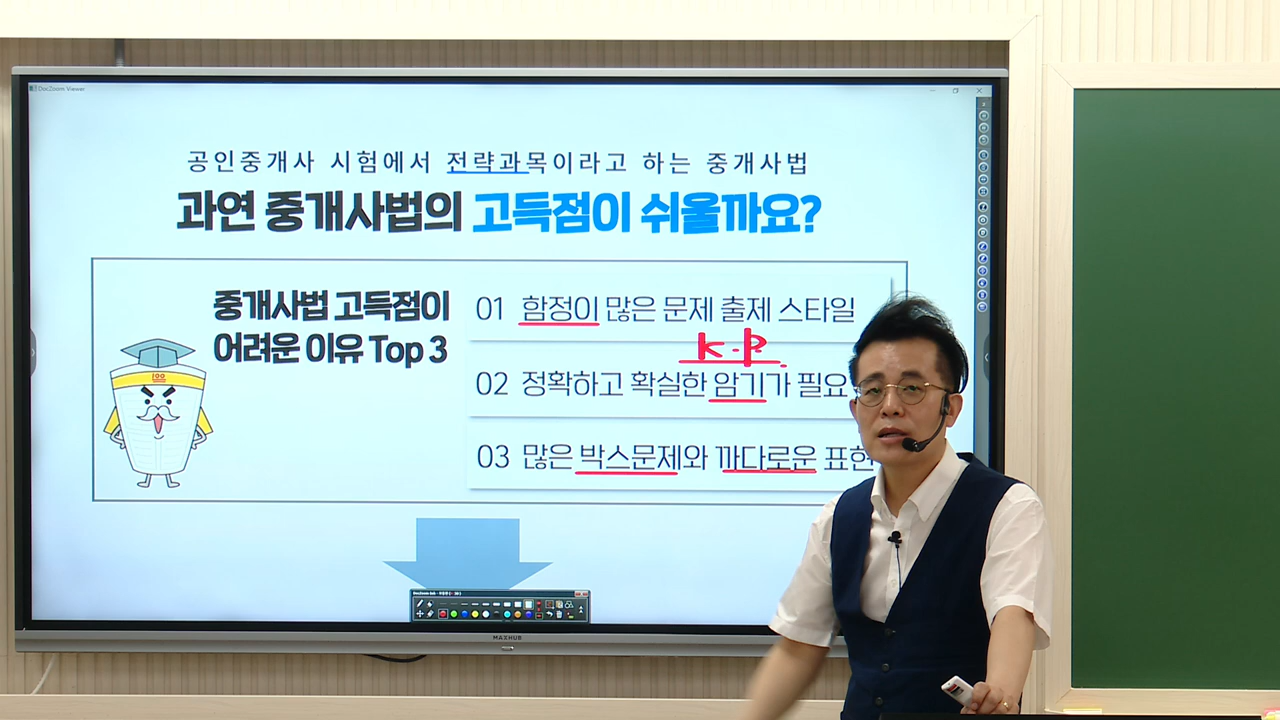 DocZoom Viewer
공인중개사 시험에서 전략과목이라고 하는 중개사법
과연 중개사법의 고득점이 쉬울까요?
중개사법 고득점이
어려운 이유 Top 3
100
01 함정이 많은 문제 출제 스타일
K.P.
02 정확하고 확실한 암기가 필요
03 많은 박스문제와 까다로운 표현
MAXHUB